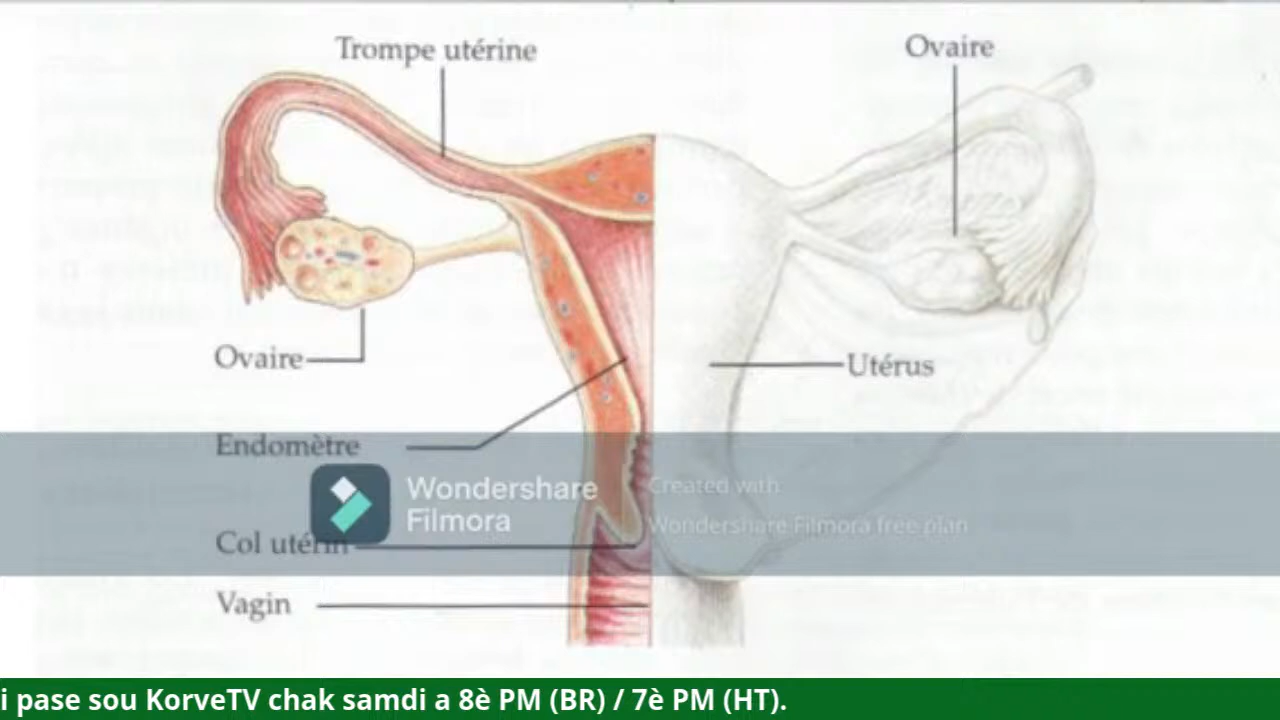 Trompe utérine
Ovaire
Ovaire
Utérus
Endomètre
Wondershare
Filmora
Created with
Wondershare Filmora free plan
Col utérin
Vagin
i pase sou KorveTV chak samdi a 8è PM (BR) / 7è PM (HT).